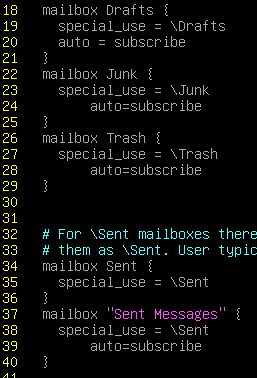 18   mailbox Drafts {
19     special_use = \Drafts
20     auto = subscribe
21   }
22   mailbox Junk {
23     special_use = \Junk
24         auto=subscribe
25   }
26   mailbox Trash {
27     special_use = \Trash
28         auto=subscribe
29   }
30
31
32   # For \Sent mailboxes there
33   # them as \Sent. User typic
34   mailbox Sent {
35     special_use = \Sent
36   }
37   mailbox "Sent Messages" {
38     special_use = \Sent
39         auto=subscribe
40   }